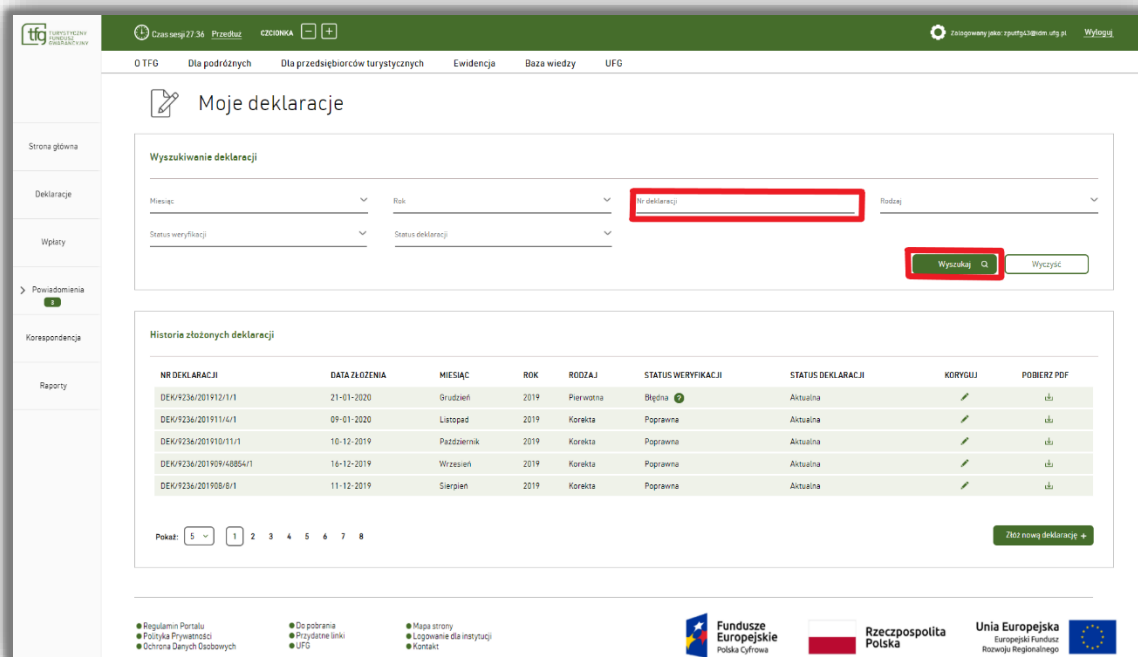 tfg TURYSTYCZNY FUNDUSZ GWARANCYJNY
Czas sesji 27:36 Przedłuż CZCIONKA − +
Zalogowany jako: rputfg43@idm.ufg.pl Wyloguj
O TFG Dla podróżnych Dla przedsiębiorców turystycznych Ewidencja Baza wiedzy UFG
Moje deklaracje
Strona główna
Deklaracje
Wpłaty
Powiadomienia
2
Korespondencja
Raporty
Wyszukiwanie deklaracji
Miesiąc Rok Nr deklaracji Rodzaj
Status weryfikacji Status deklaracji
Wyszukaj Wyczyść
Historia złożonych deklaracji
NR DEKLARACJI DATA ZŁOŻENIA MIESIĄC ROK RODZAJ STATUS WERYFIKACJI STATUS DEKLARACJI KORYGUJ POBIERZ PDF
DEK/9236/201912/1/1 21-01-2020 Grudzień 2019 Pierwotna Błędna ? Aktualna
DEK/9236/201911/4/1 09-01-2020 Listopad 2019 Korekta Poprawna Aktualna
DEK/9236/201910/11/1 10-12-2019 Październik 2019 Korekta Poprawna Aktualna
DEK/9236/201909/48854/1 16-12-2019 Wrzesień 2019 Korekta Poprawna Aktualna
DEK/9236/201908/8/1 11-12-2019 Sierpień 2019 Korekta Poprawna Aktualna
Pokaż: 5 1 2 3 4 5 6 7 8
Złóż nową deklarację +
Regulamin Portalu
Polityka Prywatności
Ochrona Danych Osobowych
Do pobrania
Przydatne linki
UFG
Mapa strony
Logowanie dla instytucji
Kontakt
Fundusze
Europejskie
Polska Cyfrowa
Rzeczpospolita
Polska
Unia Europejska
Europejski Fundusz
Rozwoju Regionalnego